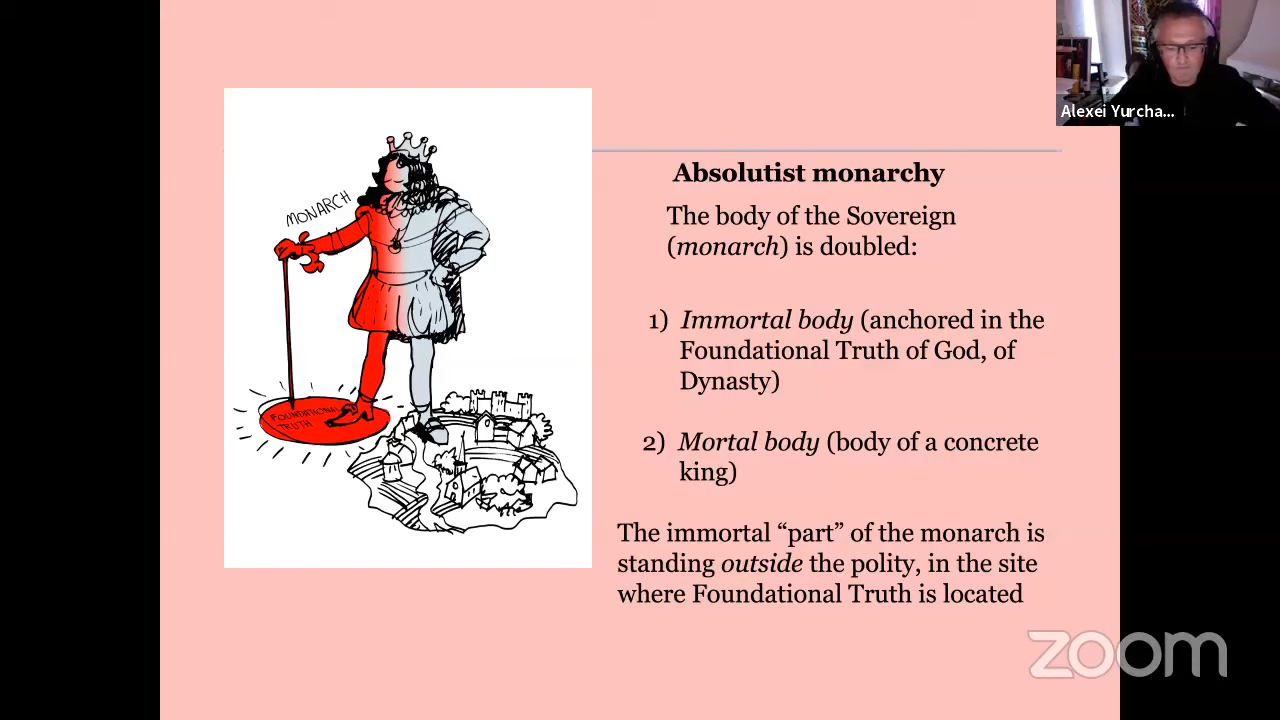 Alexei Yurcha...
MONARCH
FOUNDATIONAL
TRUTH
Absolutist monarchy
The body of the Sovereign
(monarch) is doubled:
1) Immortal body (anchored in the
Foundational Truth of God, of
Dynasty)
2) Mortal body (body of a concrete
king)
The immortal “part” of the monarch is
standing outside the polity, in the site
where Foundational Truth is located
zoom